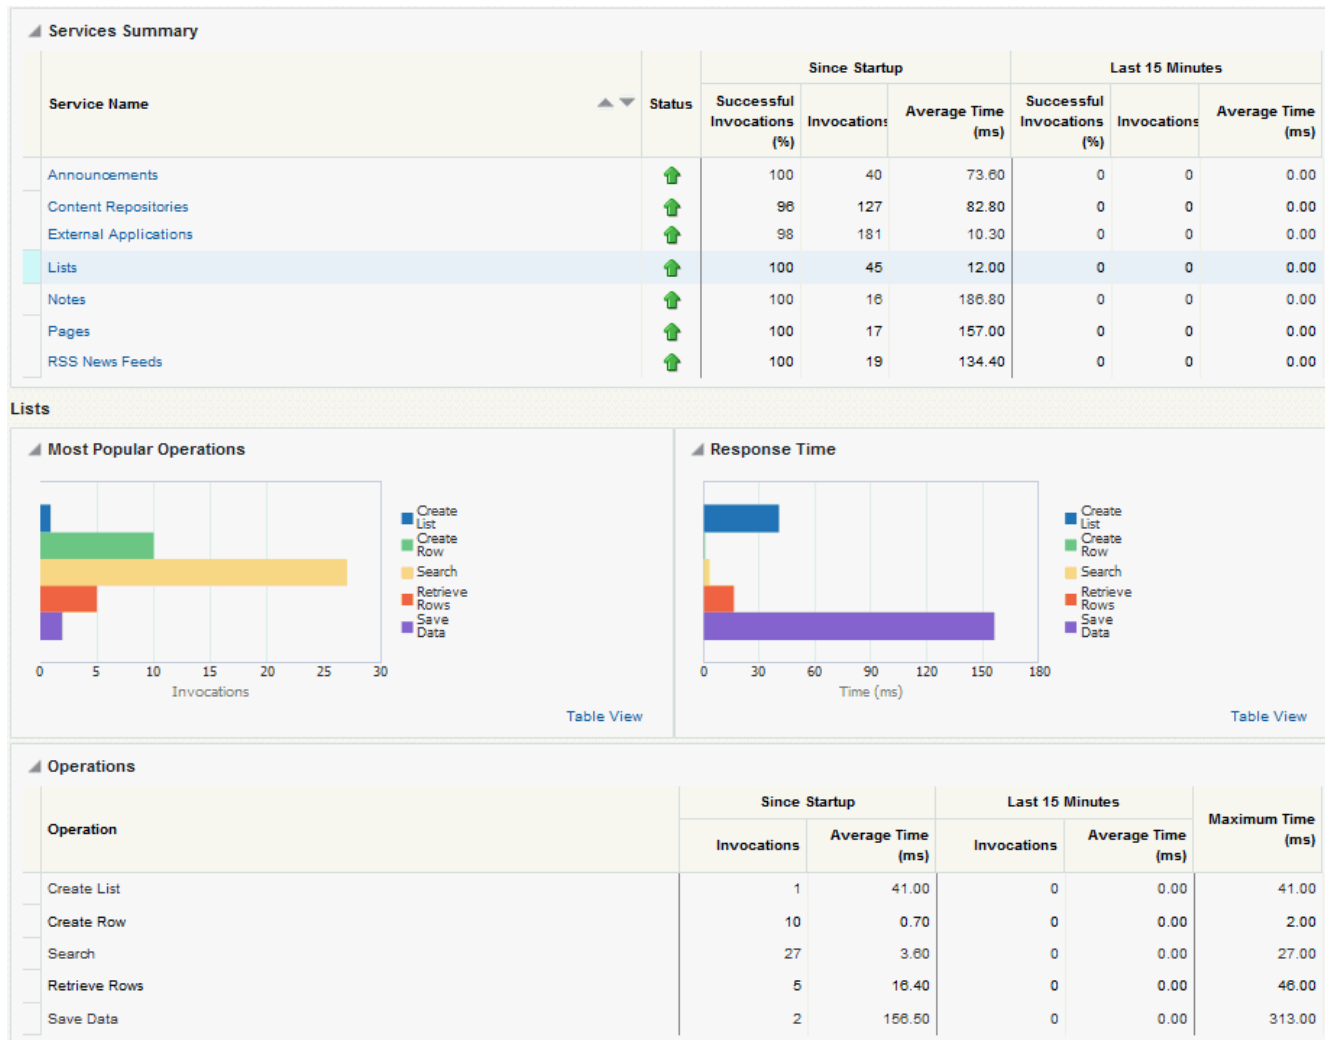 Services Summary
Since Startup
Last 15 Minutes
Service Name
Status
Successful Invocations (%)
Invocations
Average Time (ms)
Successful Invocations (%)
Invocations
Average Time (ms)
Announcements 100 40 73.60 0 0 0.00
Content Repositories 96 127 82.80 0 0 0.00
External Applications 98 181 10.30 0 0 0.00
Lists 100 45 12.00 0 0 0.00
Notes 100 16 186.80 0 0 0.00
Pages 100 17 157.00 0 0 0.00
RSS News Feeds 100 19 134.40 0 0 0.00
Lists
Most Popular Operations
Create
List
Create
Row
Search
Retrieve
Rows
Save
Data
0 5 10 15 20 25 30
Invocations
Table View
Response Time
Create
List
Create
Row
Search
Retrieve
Rows
Save
Data
0 30 60 90 120 150 180
Time (ms)
Table View
Operations
Since Startup
Last 15 Minutes
Operation
Invocations
Average Time (ms)
Invocations
Average Time (ms)
Maximum Time (ms)
Create List 1 41.00 0 0.00 41.00
Create Row 10 0.70 0 0.00 2.00
Search 27 3.60 0 0.00 27.00
Retrieve Rows 5 16.40 0 0.00 46.00
Save Data 2 156.50 0 0.00 313.00